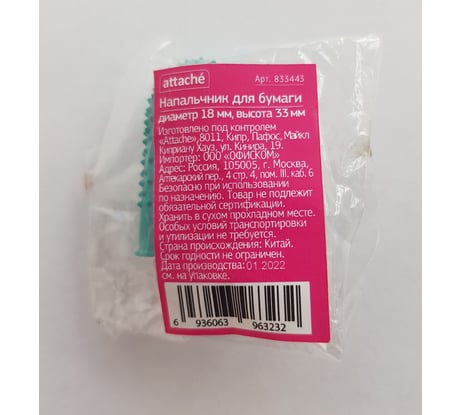 attaché
Арт. 833443
Напальчник для бумаги
диаметр 18 мм, высота 33 мм
Изготовлено под контролем
«Attache», 8011, Кипр, Пафос, Майкл
Киприану Хауз, ул. Кинира, 19.
Импортер: ООО «ОФИСКОМ»
Адрес: Россия, 105005, г. Москва,
Аптекарский пер., 4 стр. 4, пом. III. каб. 6
Безопасно при использовании
по назначению. Товар не подлежит
обязательной сертификации.
Хранить в сухом прохладном месте.
Особых условий транспортировки
и утилизации не требуется.
Страна происхождения: Китай.
Срок годности не ограничен.
Дата производства: 01.2022
см. на упаковке.
6 936063 963232